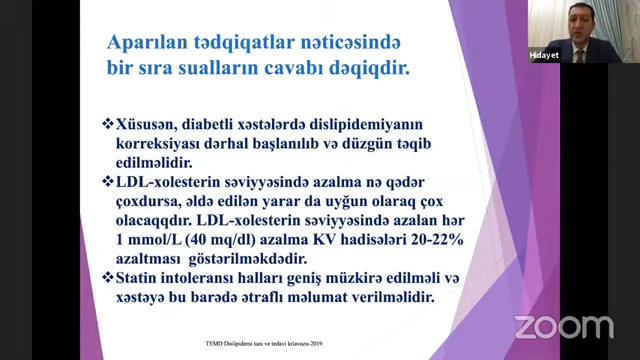 Aparılan tədqiqatlar nəticəsində
bir sıra sualların cavabı dəqiqdir.
Hidayet
❖Xüsusən, diabetli xəstələrdə dislipidemiyanın
korreksiyası dərhal başlanılıb və düzgün təqib
edilməlidir.
❖LDL-xolesterin səviyyəsində azalma nə qədər
çoxdursa, əldə edilən yarar da uyğun olaraq çox
olacaqqdır. LDL-xolesterin səviyyəsində azalan hər
1 mmol/L (40 mq/dl) azalma KV hadisələri 20-22%
azaltması göstərilməkdədir.
❖Statin intoleransı halları geniş müzkirə edilməli və
xəstəyə bu barədə ətraflı məlumat verilməlidir.
TEMD Dislipidemi tanı ve tedavi kılavuzu-2019
zoom